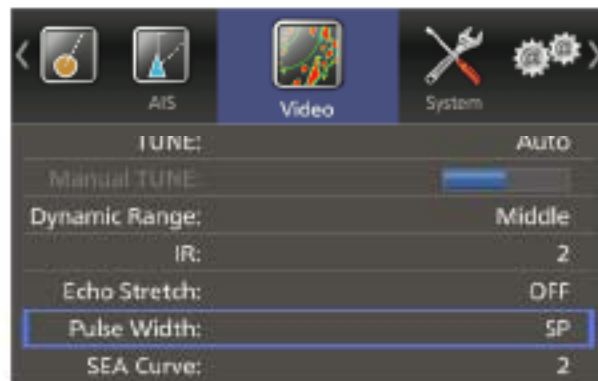 AIS
Video
System
TUNE: Auto
Manual TUNE:
Dynamic Range: Middle
IR: 2
Echo Stretch: OFF
Pulse Width: SP
SEA Curve: 2